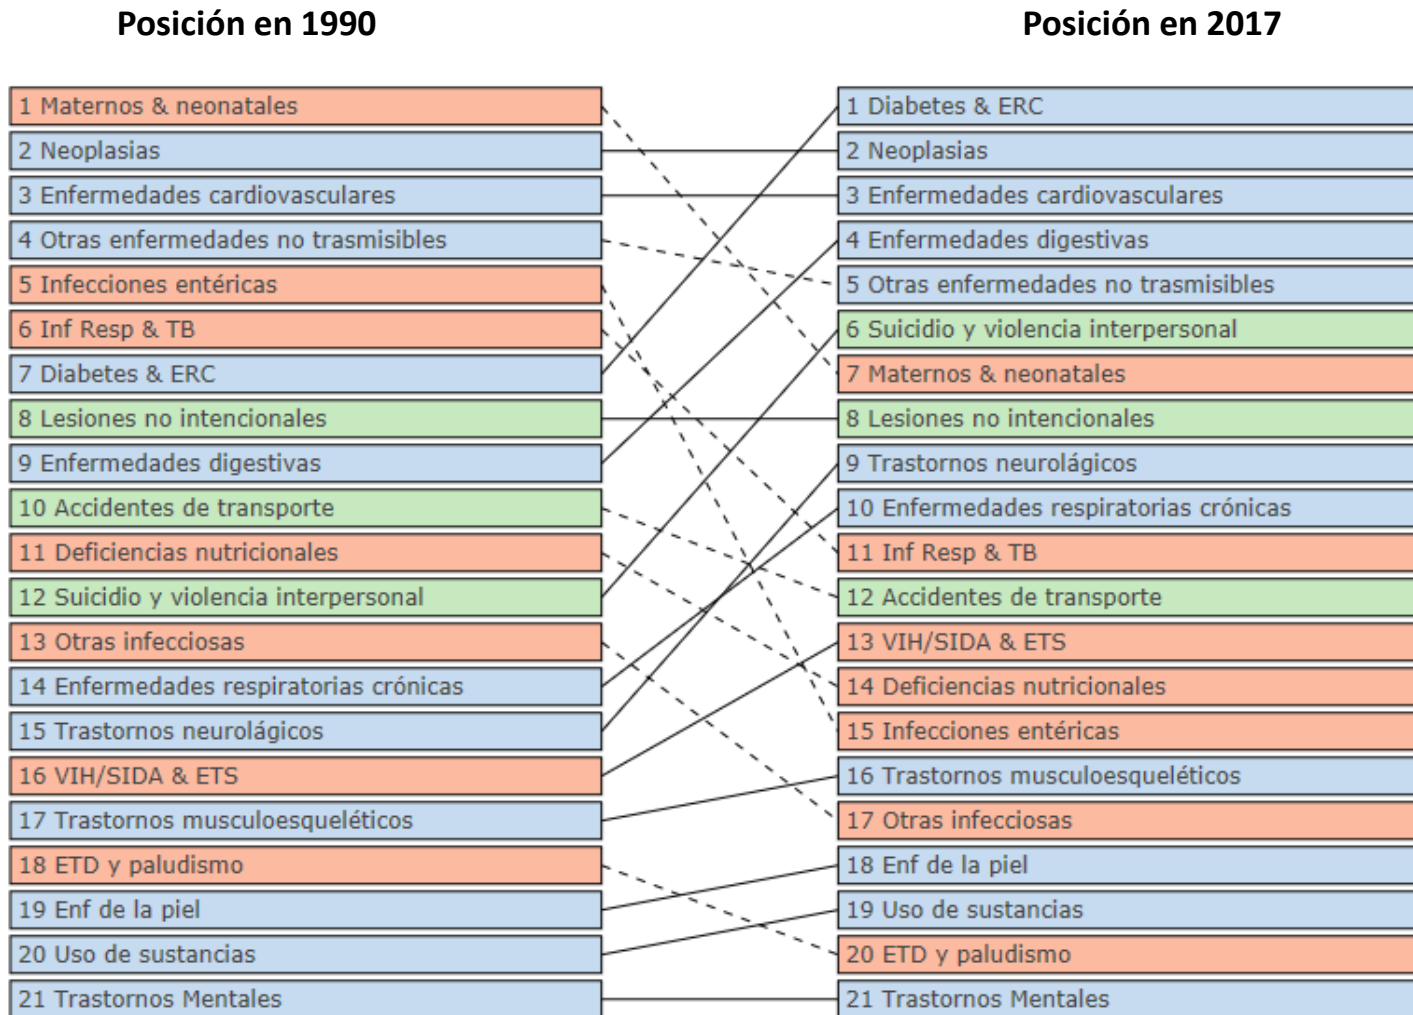 Posición en 1990
Posición en 2017
1 Maternos & neonatales
2 Neoplasias
3 Enfermedades cardiovasculares
4 Otras enfermedades no trasmisibles
5 Infecciones entéricas
6 Inf Resp & TB
7 Diabetes & ERC
8 Lesiones no intencionales
9 Enfermedades digestivas
10 Accidentes de transporte
11 Deficiencias nutricionales
12 Suicidio y violencia interpersonal
13 Otras infecciosas
14 Enfermedades respiratorias crónicas
15 Trastornos neurolágicos
16 VIH/SIDA & ETS
17 Trastornos musculoesqueléticos
18 ETD y paludismo
19 Enf de la piel
20 Uso de sustancias
21 Trastornos Mentales
1 Diabetes & ERC
2 Neoplasias
3 Enfermedades cardiovasculares
4 Enfermedades digestivas
5 Otras enfermedades no trasmisibles
6 Suicidio y violencia interpersonal
7 Maternos & neonatales
8 Lesiones no intencionales
9 Trastornos neurolágicos
10 Enfermedades respiratorias crónicas
11 Inf Resp & TB
12 Accidentes de transporte
13 VIH/SIDA & ETS
14 Deficiencias nutricionales
15 Infecciones entéricas
16 Trastornos musculoesqueléticos
17 Otras infecciosas
18 Enf de la piel
19 Uso de sustancias
20 ETD y paludismo
21 Trastornos Mentales